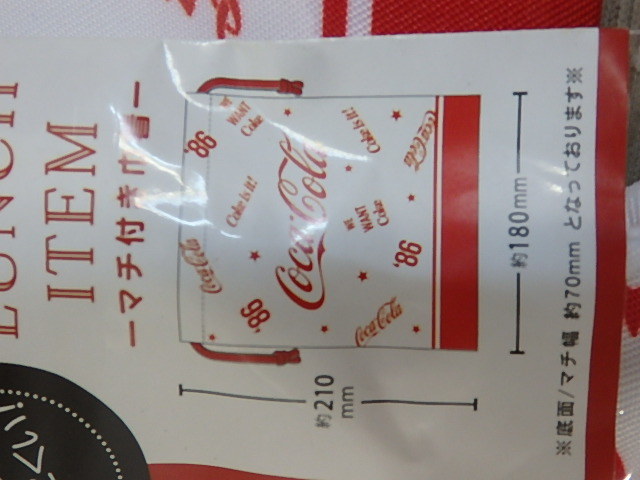 LUNCH
ITEM
ーマチ付き巾着ー
'86
WE
WANT
Coke
Coke Is It!
Coca-Cola
Coke Is It!
Coca-Cola
Coca-Cola
WE
WANT
Coke
'86
'86
Coca-Cola
約180mm
約210
mm
※底面/マチ幅 約70mm となっております※